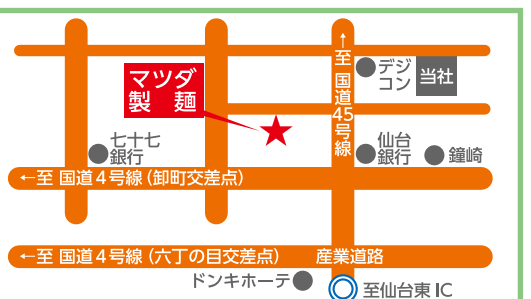 ↑至 国道45号線
デジ
コン
当社
マツダ
製麺
七十七
銀行
仙台
銀行
鐘崎
←至 国道4号線(卸町交差点)
←至 国道4号線(六丁の目交差点)
産業道路
ドンキホーテ
至仙台東IC